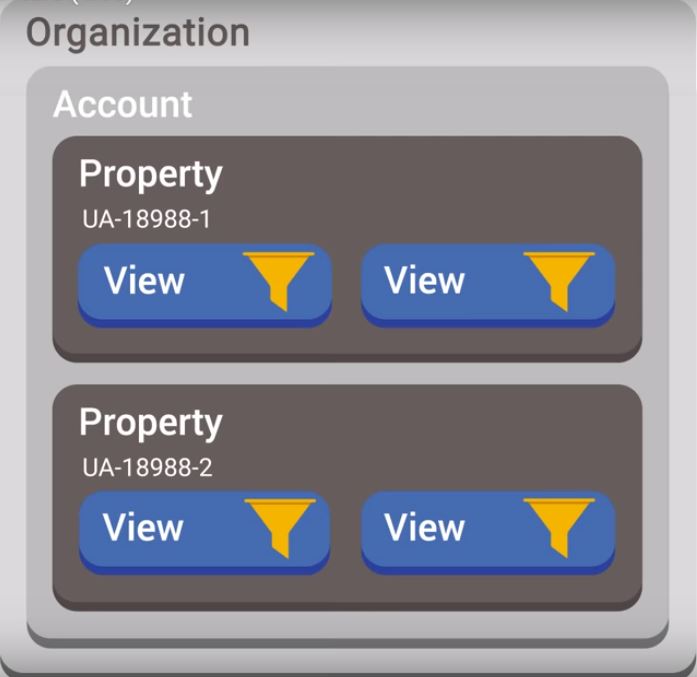 Organization
Account
Property
UA-18988-1
View View
Property
UA-18988-2
View View